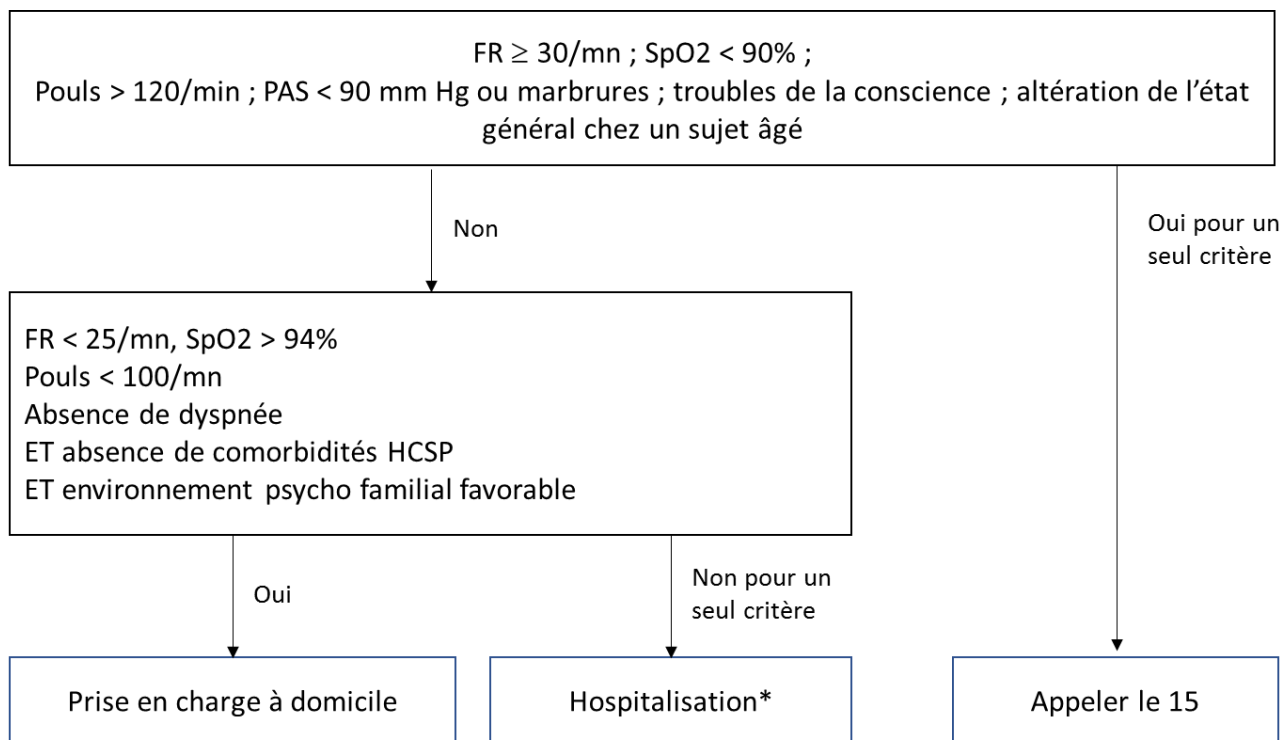 FR ≥ 30/mn ; SpO2 < 90% ;
Pouls > 120/min ; PAS < 90 mm Hg ou marbrures ; troubles de la conscience ; altération de l’état
général chez un sujet âgé
Non
Oui pour un
seul critère
FR < 25/mn, SpO2 > 94%
Pouls < 100/mn
Absence de dyspnée
ET absence de comorbidités HCSP
ET environnement psycho familial favorable
Oui
Non pour un
seul critère
Prise en charge à domicile
Hospitalisation*
Appeler le 15